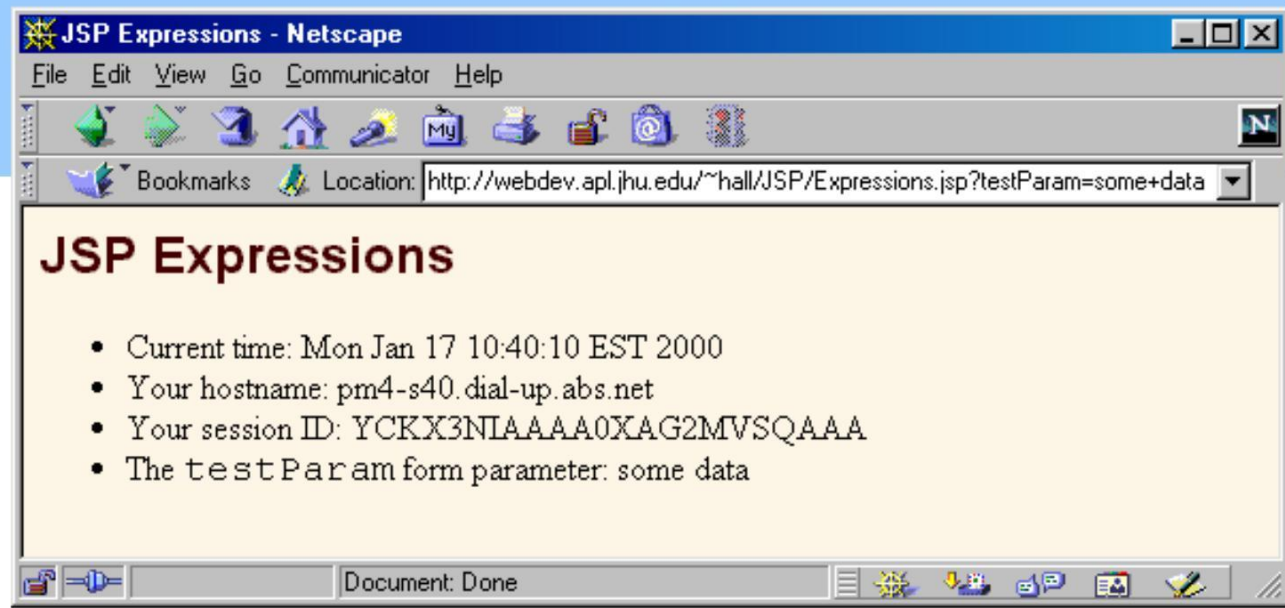 JSP Expressions - Netscape
File Edit View Go Communicator Help
My
N
Bookmarks Location: http://webdev.apl.jhu.edu/~hall/JSP/Expressions.jsp?testParam=some+data
JSP Expressions
• Current time: Mon Jan 17 10:40:10 EST 2000
• Your hostname: pm4-s40.dial-up.abs.net
• Your session ID: YCKX3NIAAAA0XAG2MVSQAAA
• The testParam form parameter: some data
Document: Done